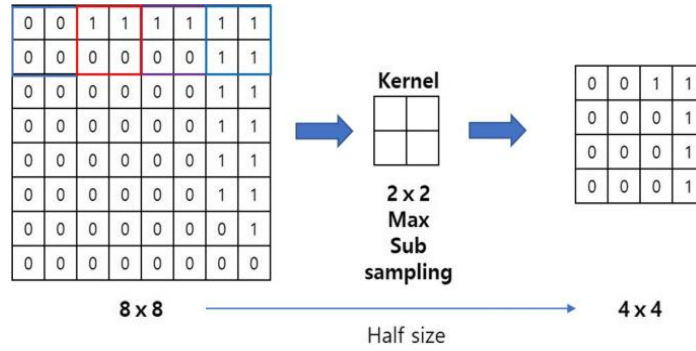 0 0 1 1 1 1 1 1
0 0 0 0 0 0 1 1
0 0 0 0 0 0 1 1
0 0 0 0 0 0 1 1
0 0 0 0 0 0 1 1
0 0 0 0 0 0 1 1
0 0 0 0 0 0 0 1
0 0 0 0 0 0 0 0
8 x 8
Kernel
2 x 2
Max
Sub
sampling
0 0 1 1
0 0 0 1
0 0 0 1
0 0 0 1
4 x 4
Half size